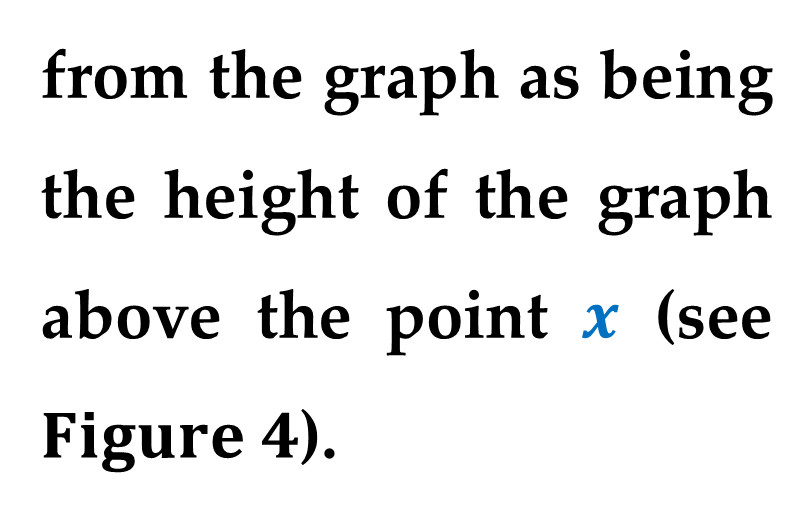 from the graph as being
the height of the graph
above the point x (see
Figure 4).